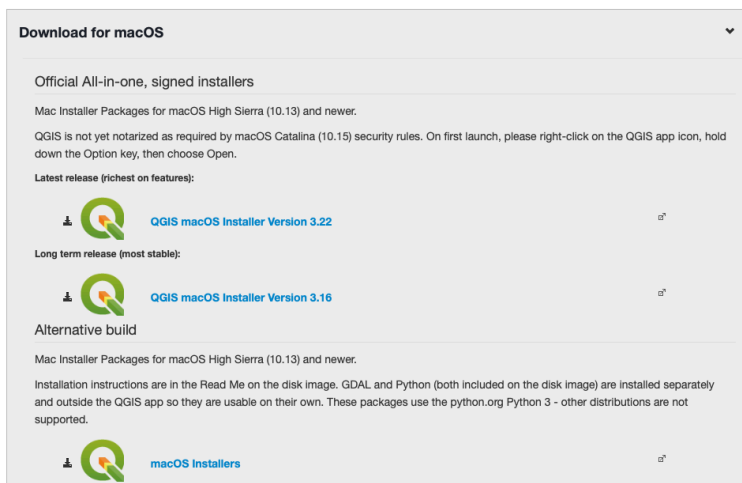 Download for macOS
Official All-in-one, signed installers
Mac Installer Packages for macOS High Sierra (10.13) and newer.
QGIS is not yet notarized as required by macOS Catalina (10.15) security rules. On first launch, please right-click on the QGIS app icon, hold
down the Option key, then choose Open.
Latest release (richest on features):
QGIS macOS Installer Version 3.22
Long term release (most stable):
QGIS macOS Installer Version 3.16
Alternative build
Mac Installer Packages for macOS High Sierra (10.13) and newer.
Installation instructions are in the Read Me on the disk image. GDAL and Python (both included on the disk image) are installed separately
and outside the QGIS app so they are usable on their own. These packages use the python.org Python 3 - other distributions are not
supported.
macOS Installers